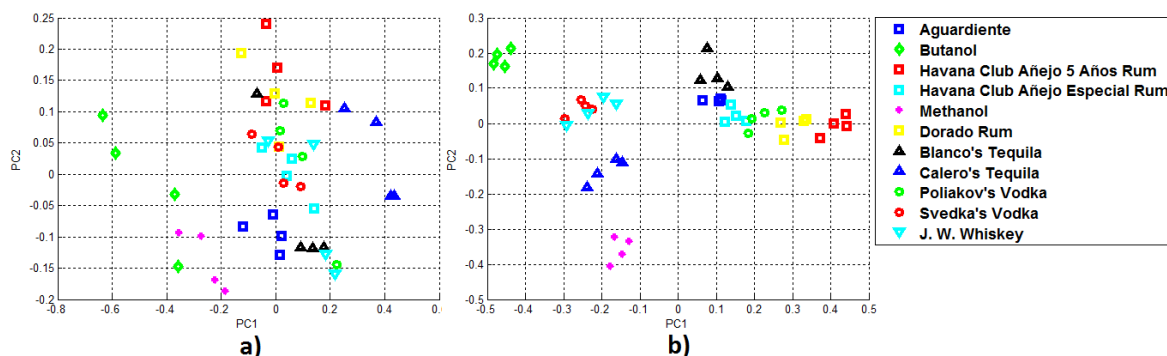 0.25
0.2
0.15
0.1
0.05
0
-0.05
-0.1
-0.15
-0.2
PC2
-0.8 -0.6 -0.4 -0.2 0 0.2 0.4 0.
PC1
a)
0.3
0.2
0.1
0
-0.1
-0.2
-0.3
-0.4
-0.5
PC2
-0.5 -0.4 -0.3 -0.2 -0.1 0 0.1 0.2 0.3 0.4 0.5
PC1
b)
Aguardiente
Butanol
Havana Club Añejo 5 Años Rum
Havana Club Añejo Especial Rum
Methanol
Dorado Rum
Blanco's Tequila
Calero's Tequila
Poliakov's Vodka
Svedka's Vodka
J. W. Whiskey